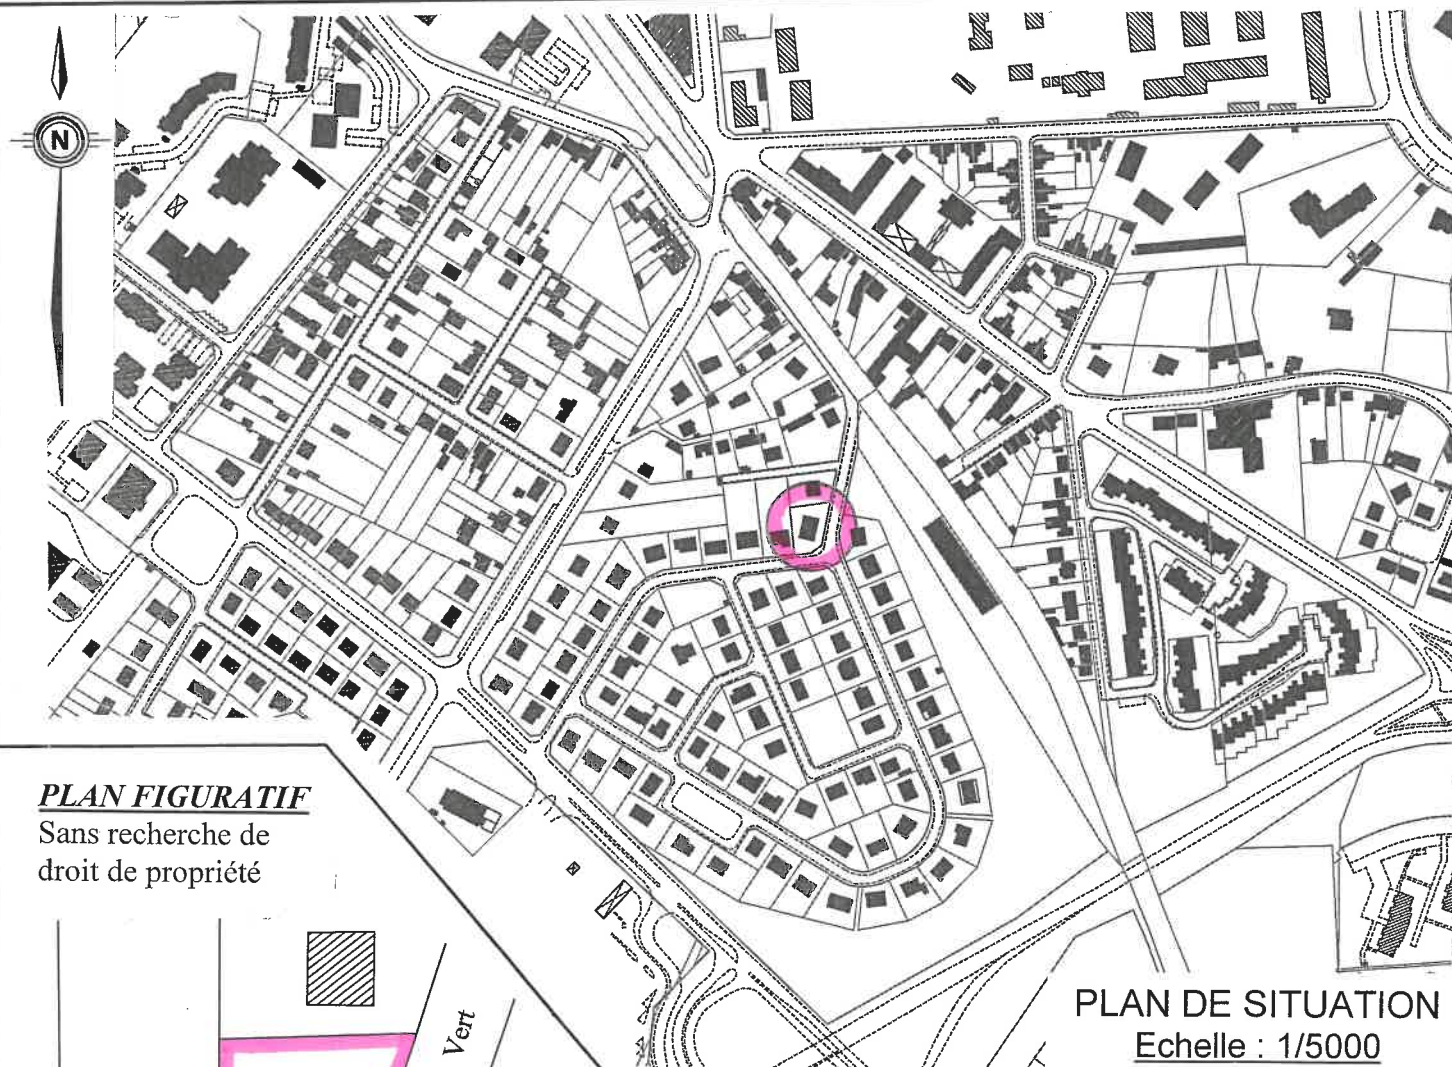 N
PLAN FIGURATIF
Sans recherche de
droit de propriété
Vert
PLAN DE SITUATION
Echelle : 1/5000